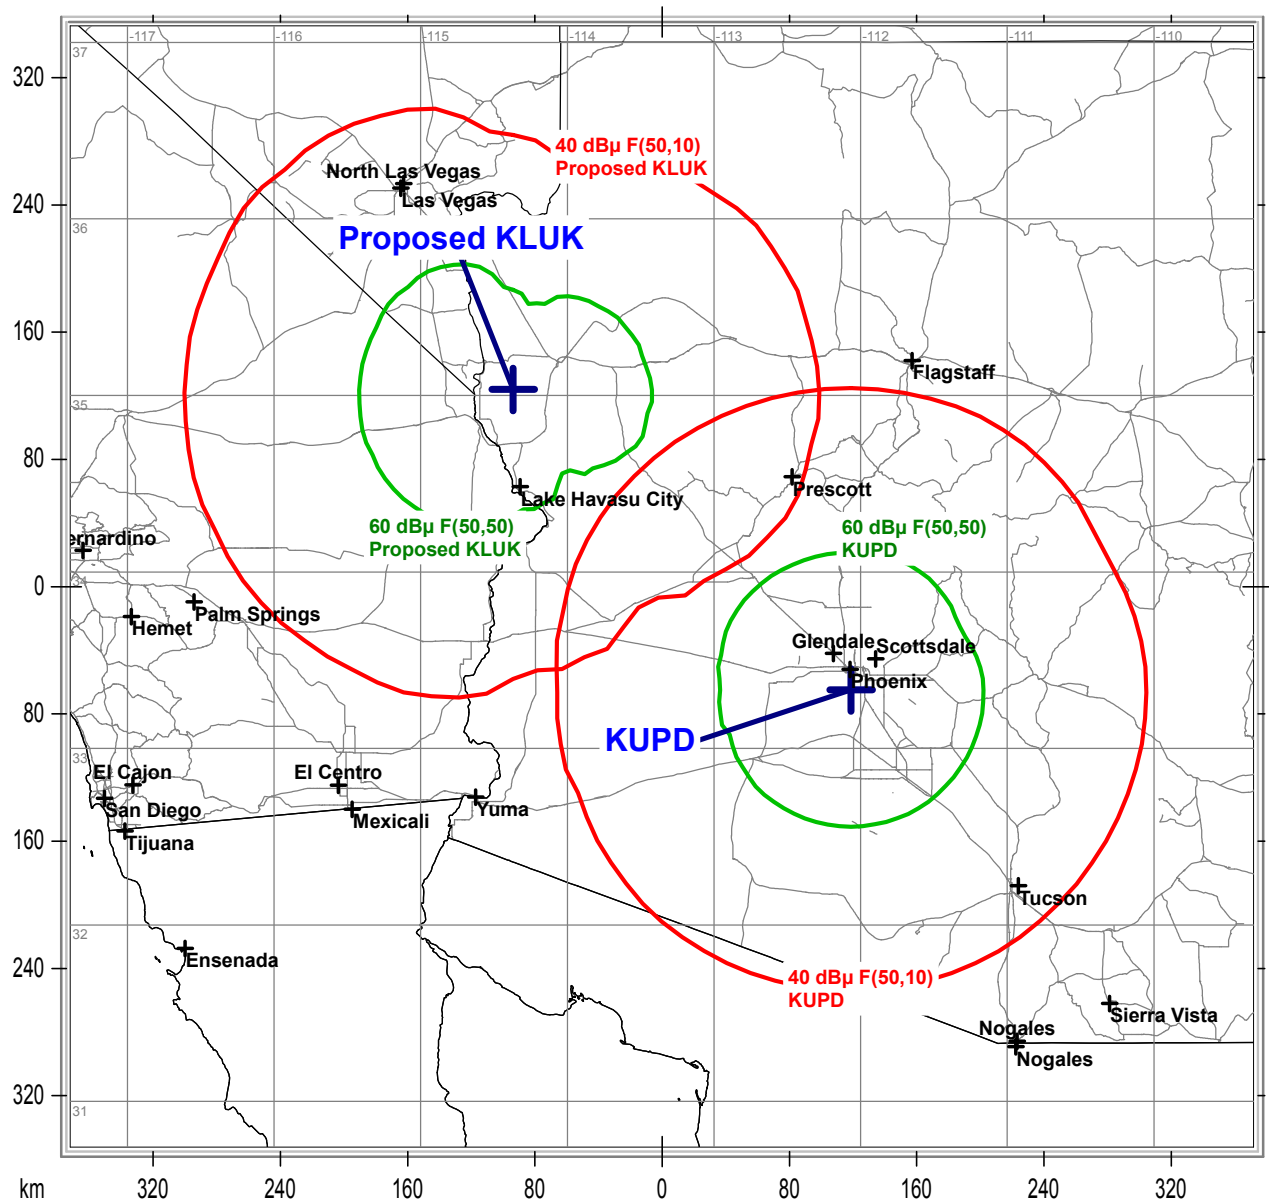 -117 -116 -115 -114 -113 -112 -111 -110
37
320
40 dBµ F(50,10)
Proposed KLUK
North Las Vegas
Las Vegas
240
36
Proposed KLUK
160
Flagstaff
35
80
Prescott
Lake Havasu City
60 dBµ F(50,50)
Proposed KLUK
60 dBµ F(50,50)
KUPD
ernardino
0
34
Palm Springs
Hemet
Glendale
Scottsdale
Phoenix
80
KUPD
33
El Cajon
El Centro
San Diego
Mexicali
Yuma
160
Tijuana
Tucson
32
Ensenada
240
40 dBµ F(50,10)
KUPD
Sierra Vista
Nogales
Nogales
320
31
km 320 240 160 80 0 80 160 240 320